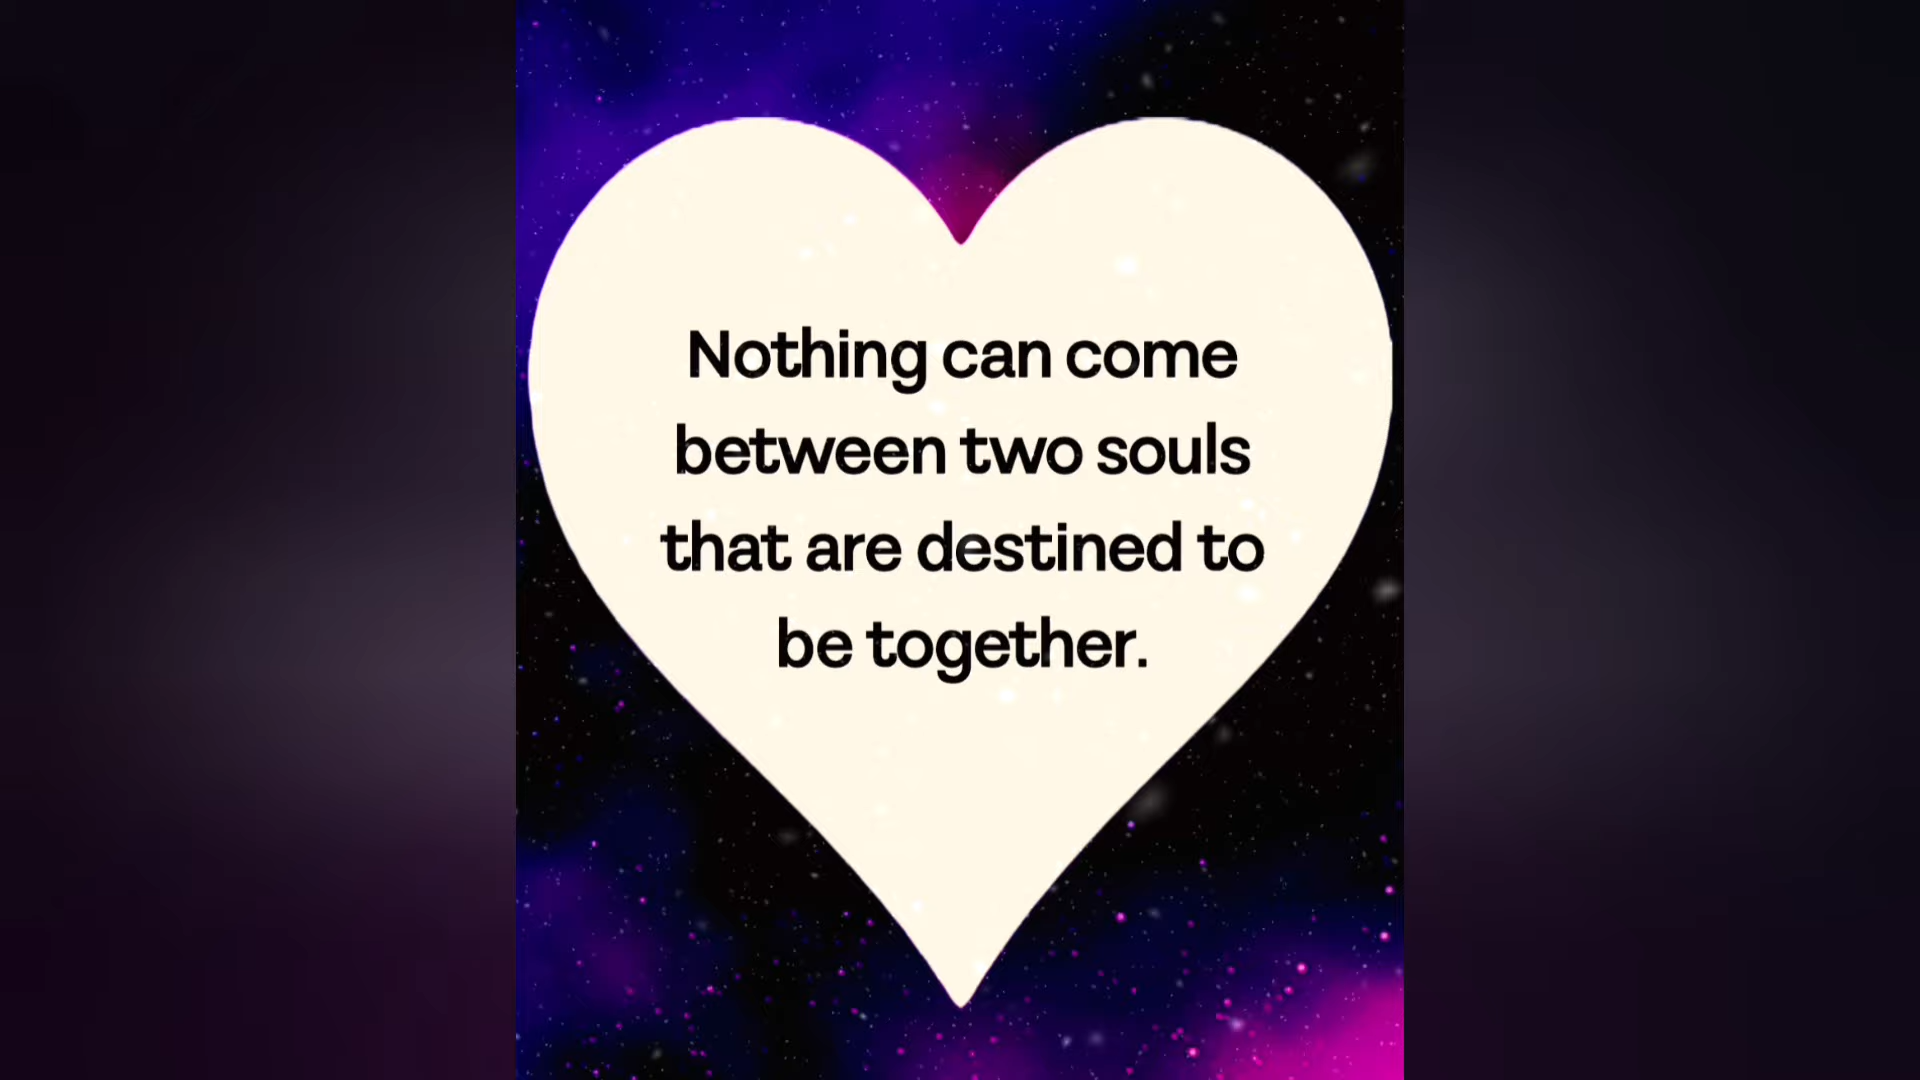 Nothing can come
between two souls
that are destined to
be together.